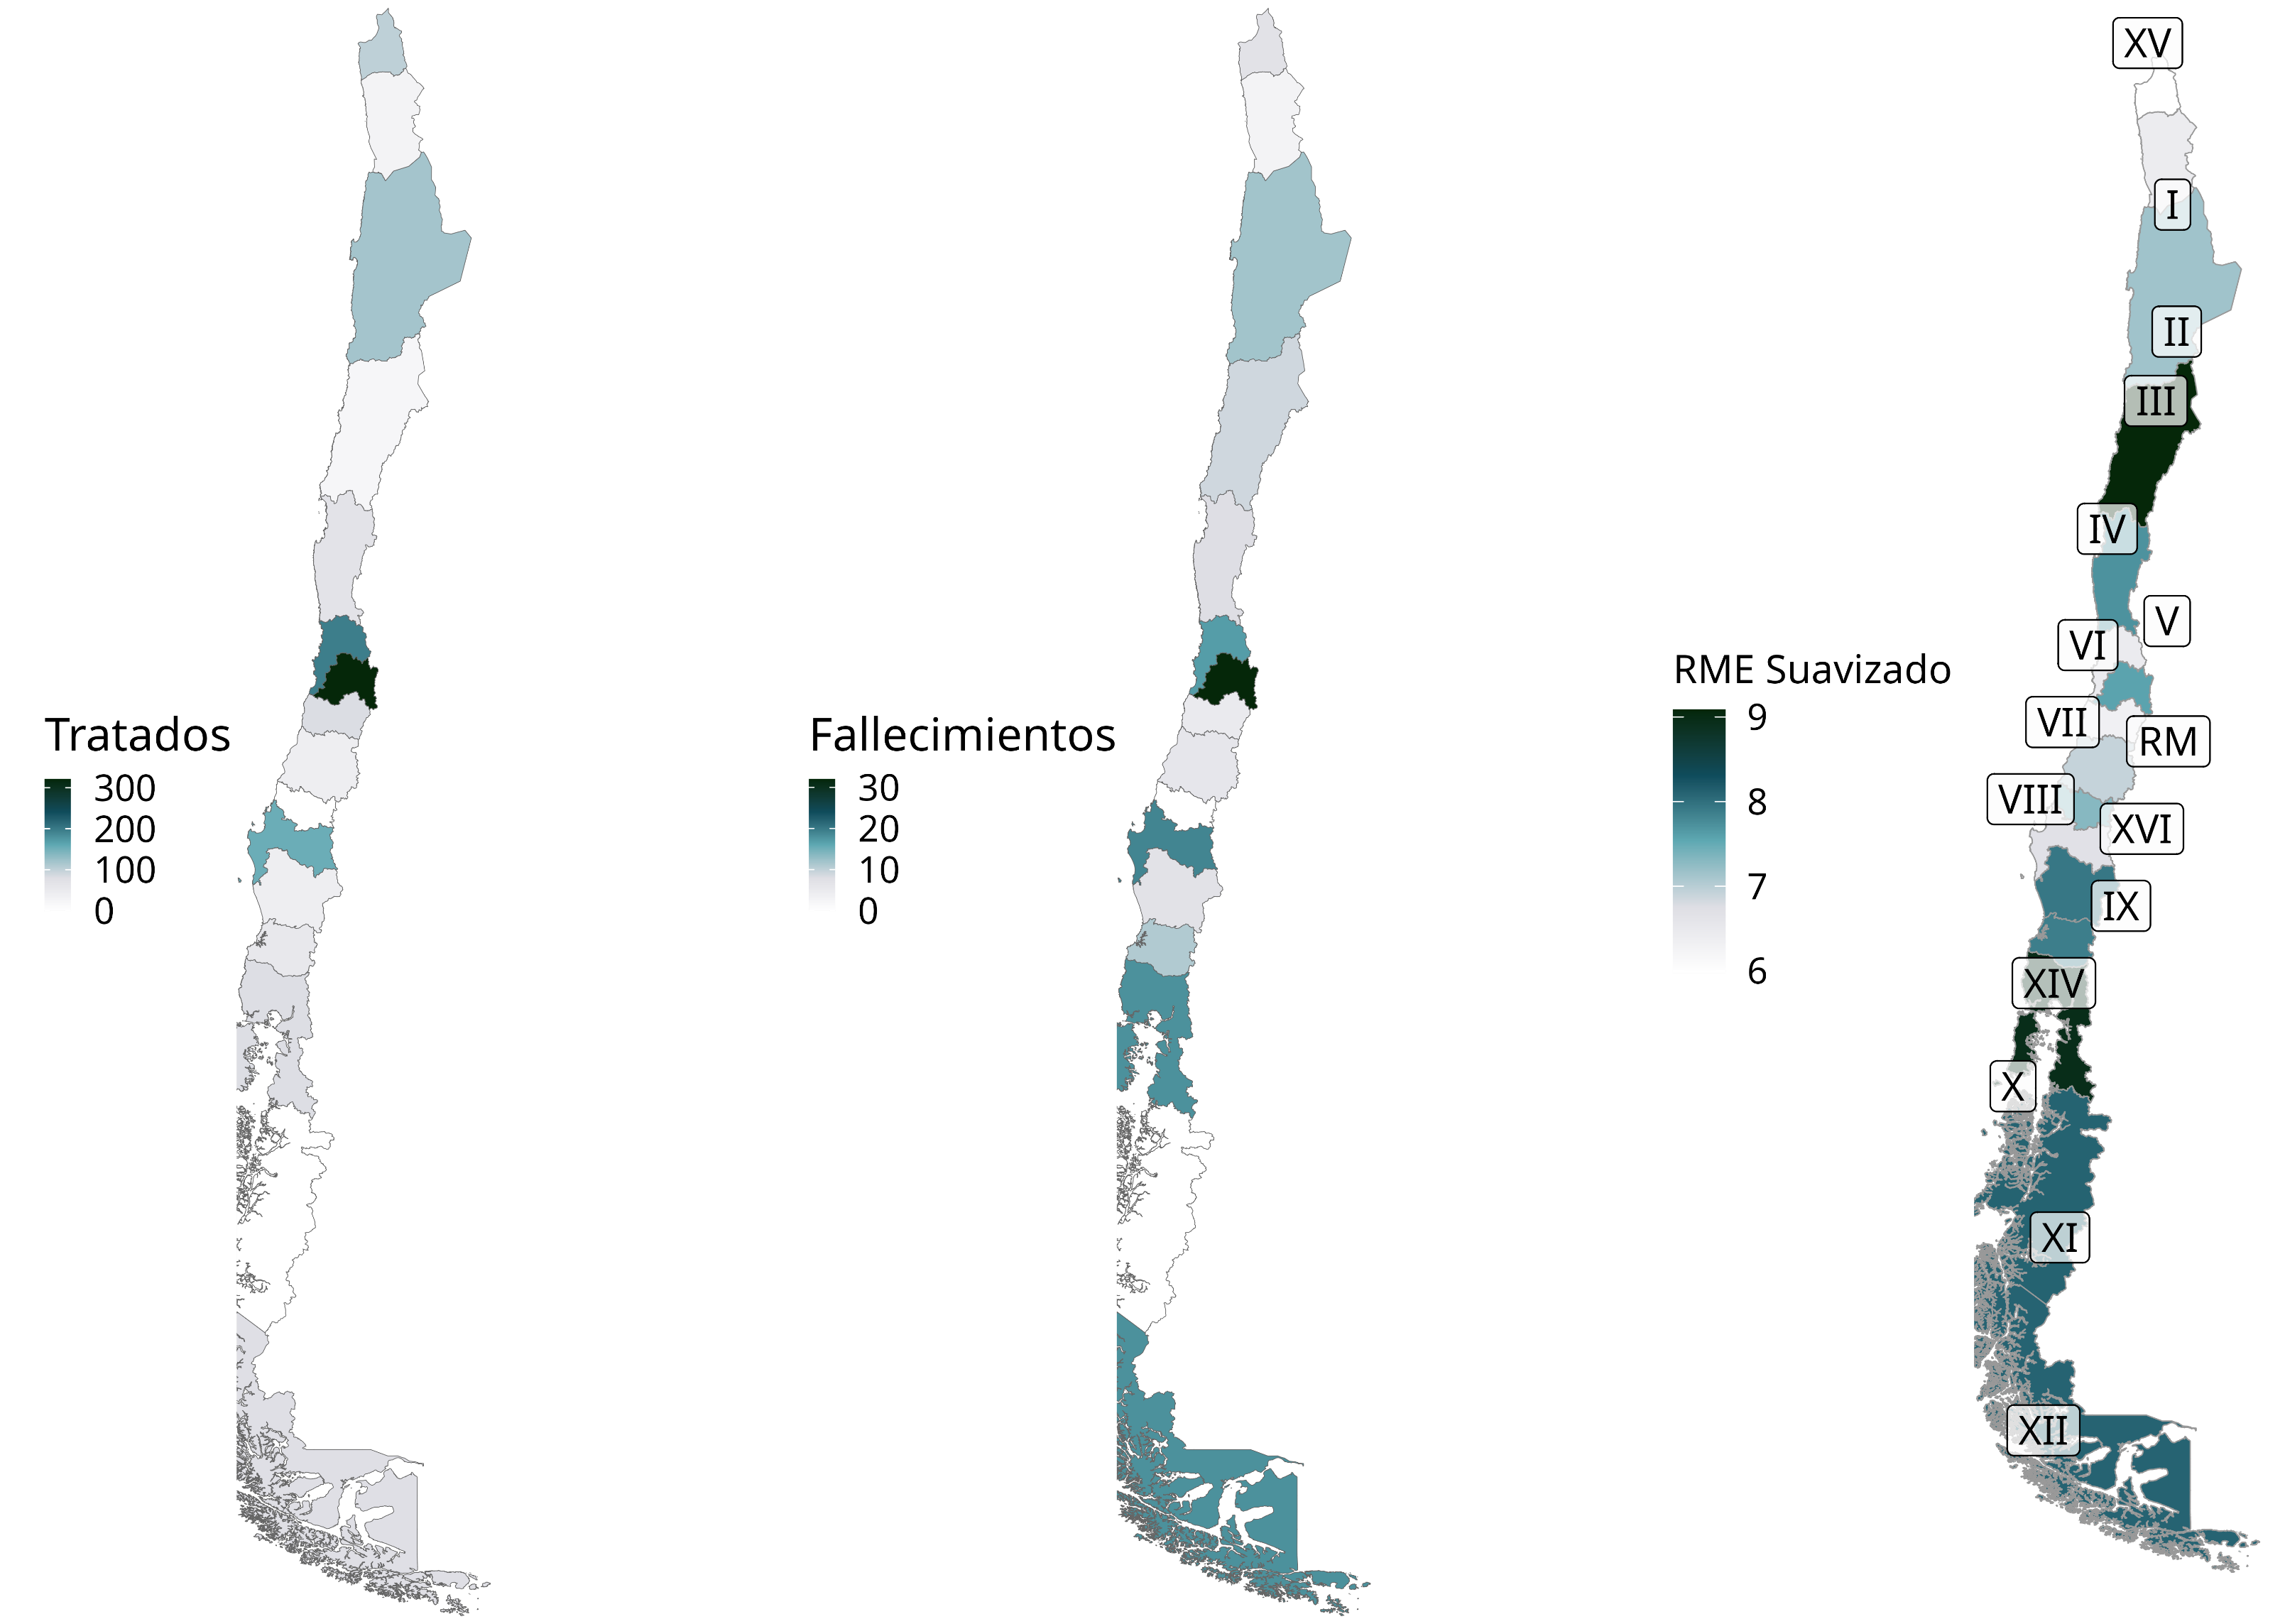 Tratados
300
200
100
0
Fallecimientos
30
20
10
0
RME Suavizado
9
8
7
6
XV
I
II
III
IV
V
VI
VII
RM
VIII
XVI
IX
XIV
X
XI
XII